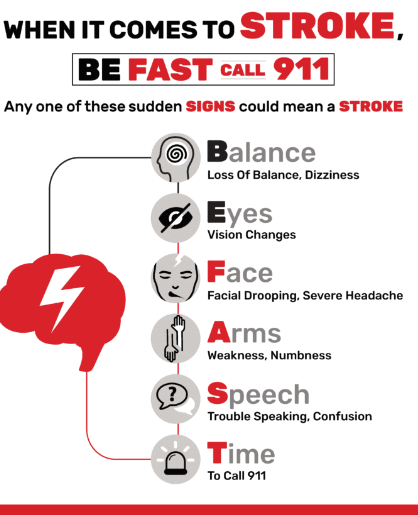 WHEN IT COMES TO STROKE,
BE FAST CALL 911
Any one of these sudden SIGNS could mean a STROKE
Balance
Loss Of Balance, Dizziness
Eyes
Vision Changes
Face
Facial Drooping, Severe Headache
Arms
Weakness, Numbness
?
Speech
Trouble Speaking, Confusion
Time
To Call 911